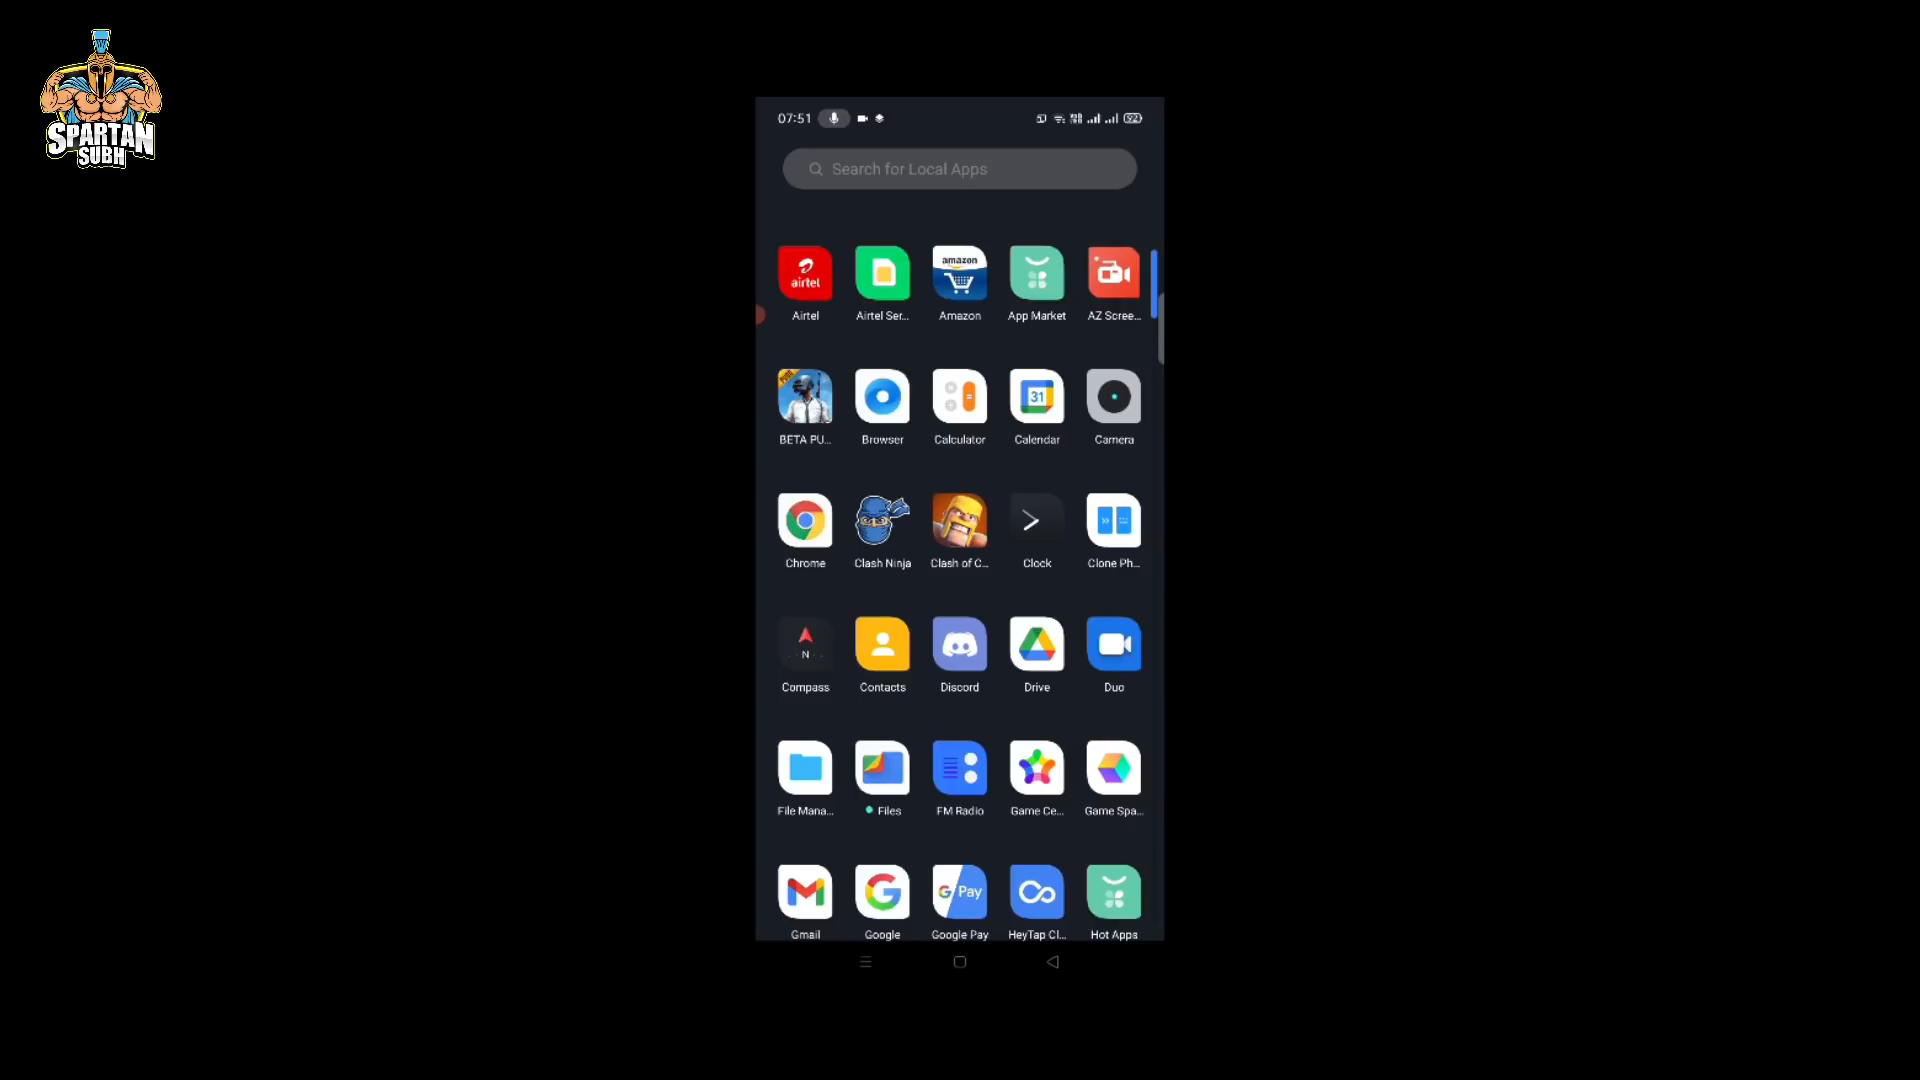 SPARTAN
SUBH
07:51
92
Search for Local Apps
airtel
amazon
Airtel
Airtel Ser...
Amazon
App Market
AZ Scree...
PUBG
31
BETA PU...
Browser
Calculator
Calendar
Camera
Chrome
Clash Ninja
Clash of C...
Clock
Clone Ph...
N
Compass
Contacts
Discord
Drive
Duo
File Mana...
Files
FM Radio
Game Ce...
Game Spa...
G Pay
Gmail
Google
Google Pay
HeyTap Cl...
Hot Apps